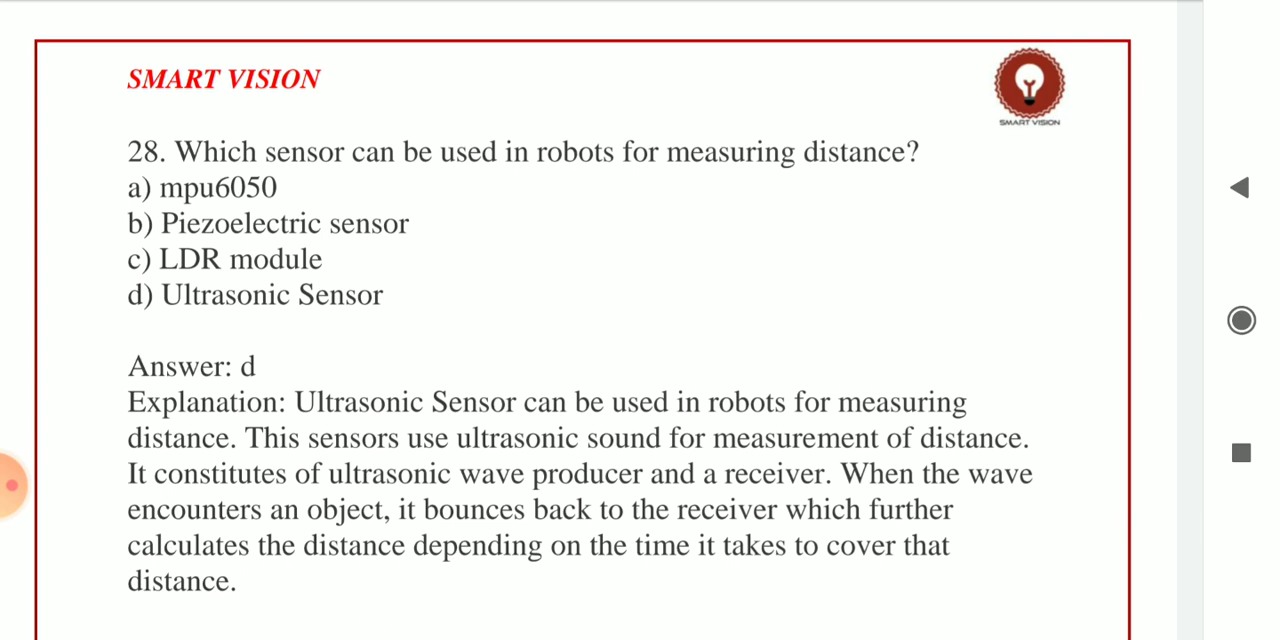 SMART VISION
SMART VISION
28. Which sensor can be used in robots for measuring distance?
a) mpu6050
b) Piezoelectric sensor
c) LDR module
d) Ultrasonic Sensor
Answer: d
Explanation: Ultrasonic Sensor can be used in robots for measuring
distance. This sensors use ultrasonic sound for measurement of distance.
It constitutes of ultrasonic wave producer and a receiver. When the wave
encounters an object, it bounces back to the receiver which further
calculates the distance depending on the time it takes to cover that
distance.